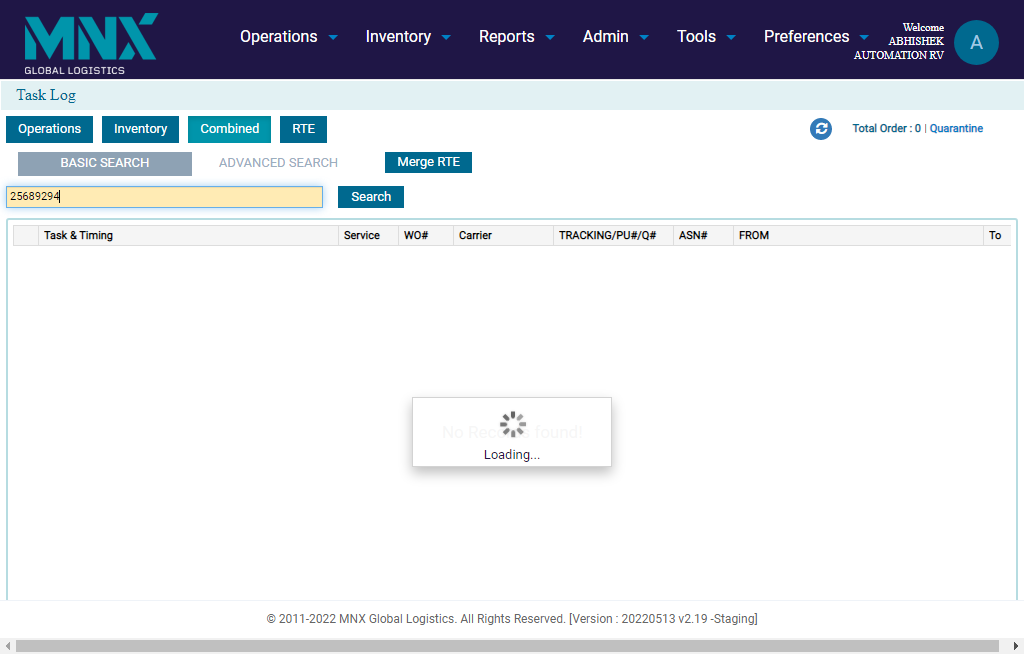 MNX
GLOBAL LOGISTICS
Operations Inventory Reports Admin Tools Preferences
Welcome
ABHISHEK
AUTOMATION RV
A
Task Log
Operations Inventory Combined RTE
Total Order : 0 | Quarantine
BASIC SEARCH ADVANCED SEARCH Merge RTE
25689294 Search
Task & Timing Service WO# Carrier TRACKING/PU#/Q# ASN# FROM To
No Records found!
Loading...
© 2011-2022 MNX Global Logistics. All Rights Reserved. [Version : 20220513 v2.19 -Staging]